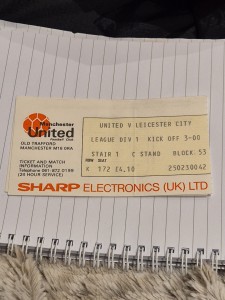 Manchester
United
Football Club
OLD TRAFFORD
MANCHESTER M16 0RA
TICKET AND MATCH
INFORMATION
Telephone 061 872 0199
(24 HOUR SERVICE)
UNITED V LEICESTER CITY
LEAGUE DIV 1 KICK OFF 3-00
STAIR 1 C STAND BLOCK 53
ROW SEAT
K 172 £4.10 230230042
SHARP ELECTRONICS (UK) LTD